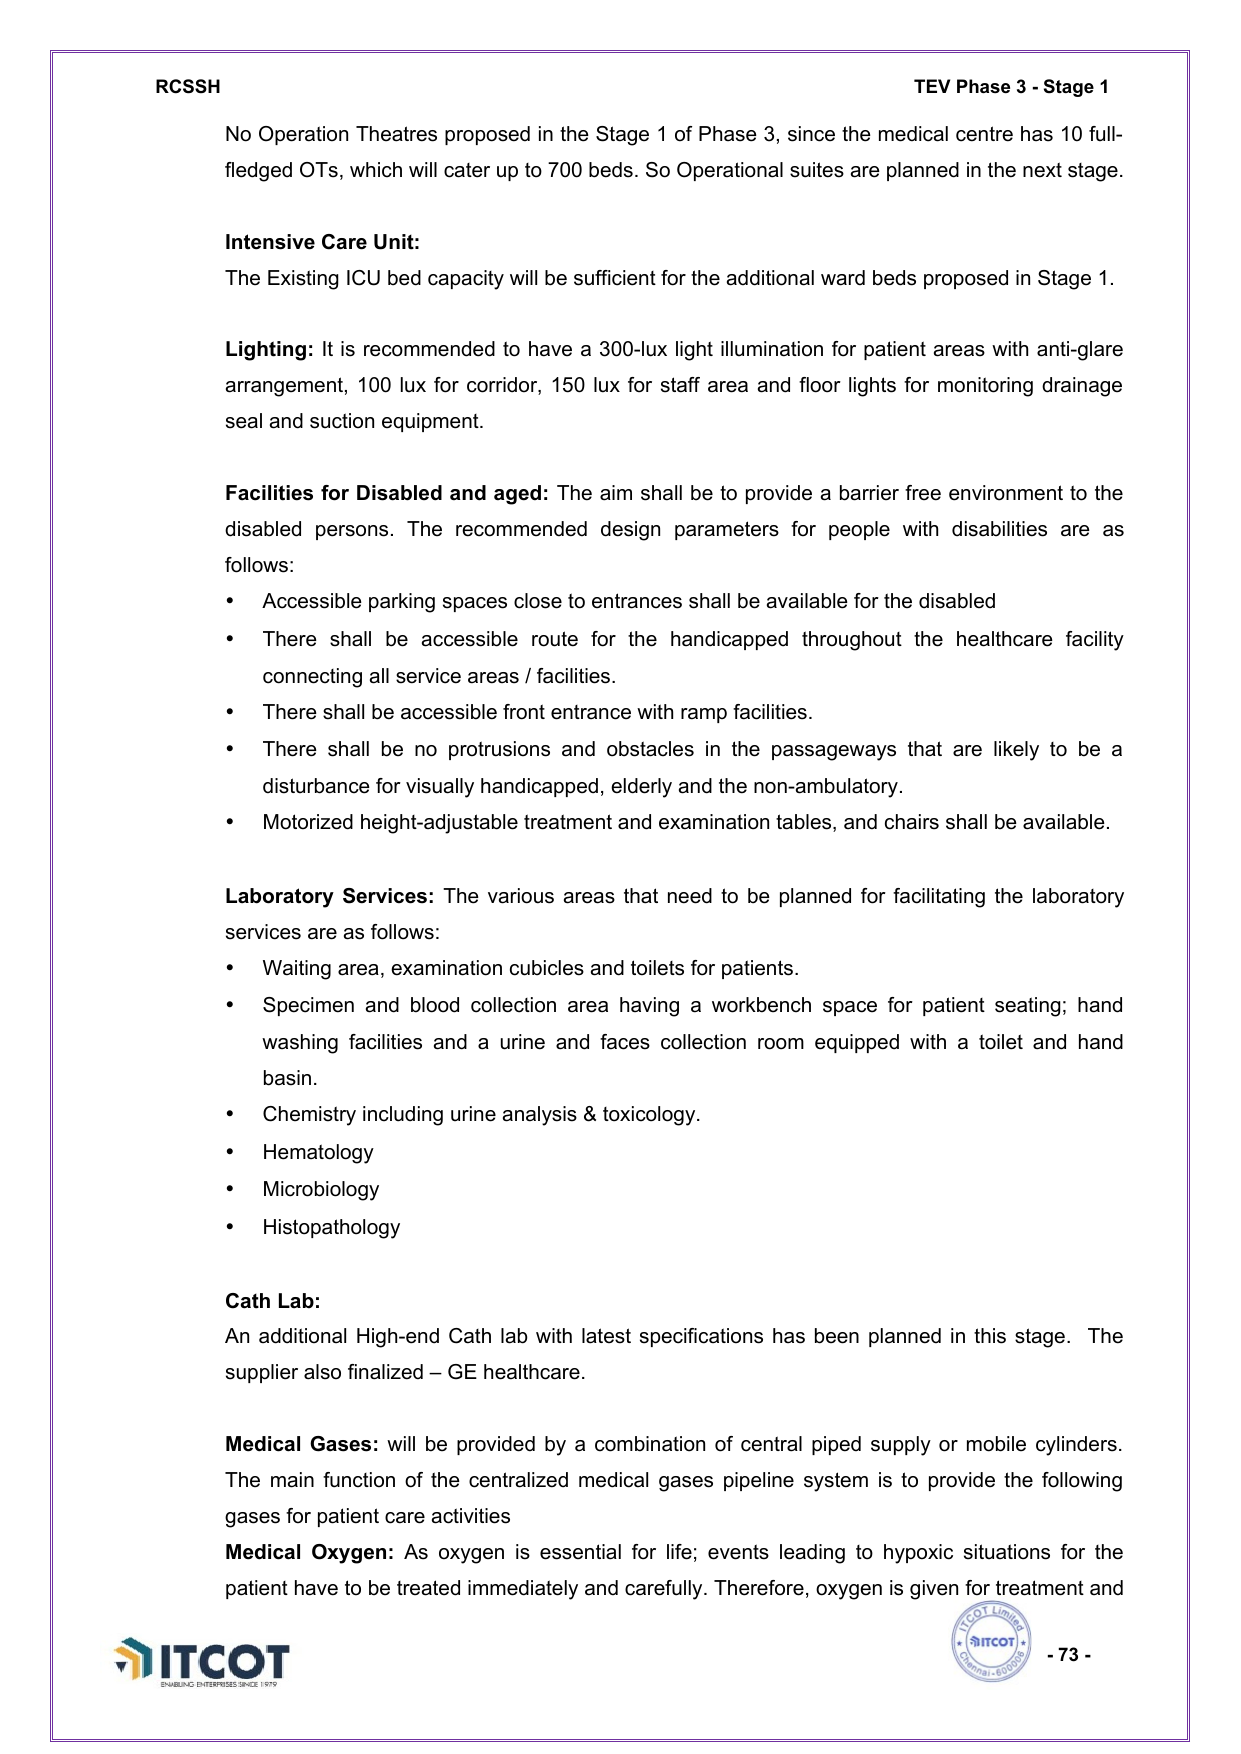 RCSSH TEV Phase 3 - Stage 1
No Operation Theatres proposed in the Stage 1 of Phase 3, since the medical centre has 10 full-
fledged OTs, which will cater up to 700 beds. So Operational suites are planned in the next stage.
Intensive Care Unit:
The Existing ICU bed capacity will be sufficient for the additional ward beds proposed in Stage 1.
Lighting: It is recommended to have a 300-lux light illumination for patient areas with anti-glare
arrangement, 100 lux for corridor, 150 lux for staff area and floor lights for monitoring drainage
seal and suction equipment.
Facilities for Disabled and aged: The aim shall be to provide a barrier free environment to the
disabled persons. The recommended design parameters for people with disabilities are as
follows:
• Accessible parking spaces close to entrances shall be available for the disabled
• There shall be accessible route for the handicapped throughout the healthcare facility
connecting all service areas / facilities.
• There shall be accessible front entrance with ramp facilities.
• There shall be no protrusions and obstacles in the passageways that are likely to be a
disturbance for visually handicapped, elderly and the non-ambulatory.
• Motorized height-adjustable treatment and examination tables, and chairs shall be available.
Laboratory Services: The various areas that need to be planned for facilitating the laboratory
services are as follows:
• Waiting area, examination cubicles and toilets for patients.
• Specimen and blood collection area having a workbench space for patient seating; hand
washing facilities and a urine and faces collection room equipped with a toilet and hand
basin.
• Chemistry including urine analysis & toxicology.
• Hematology
• Microbiology
• Histopathology
Cath Lab:
An additional High-end Cath lab with latest specifications has been planned in this stage. The
supplier also finalized – GE healthcare.
Medical Gases: will be provided by a combination of central piped supply or mobile cylinders.
The main function of the centralized medical gases pipeline system is to provide the following
gases for patient care activities
Medical Oxygen: As oxygen is essential for life; events leading to hypoxic situations for the
patient have to be treated immediately and carefully. Therefore, oxygen is given for treatment and
ITCOT
ENABLING ENTERPRISES SINCE 1979
ITCOT Limited
ITCOT
Chennai-600006
- 73 -